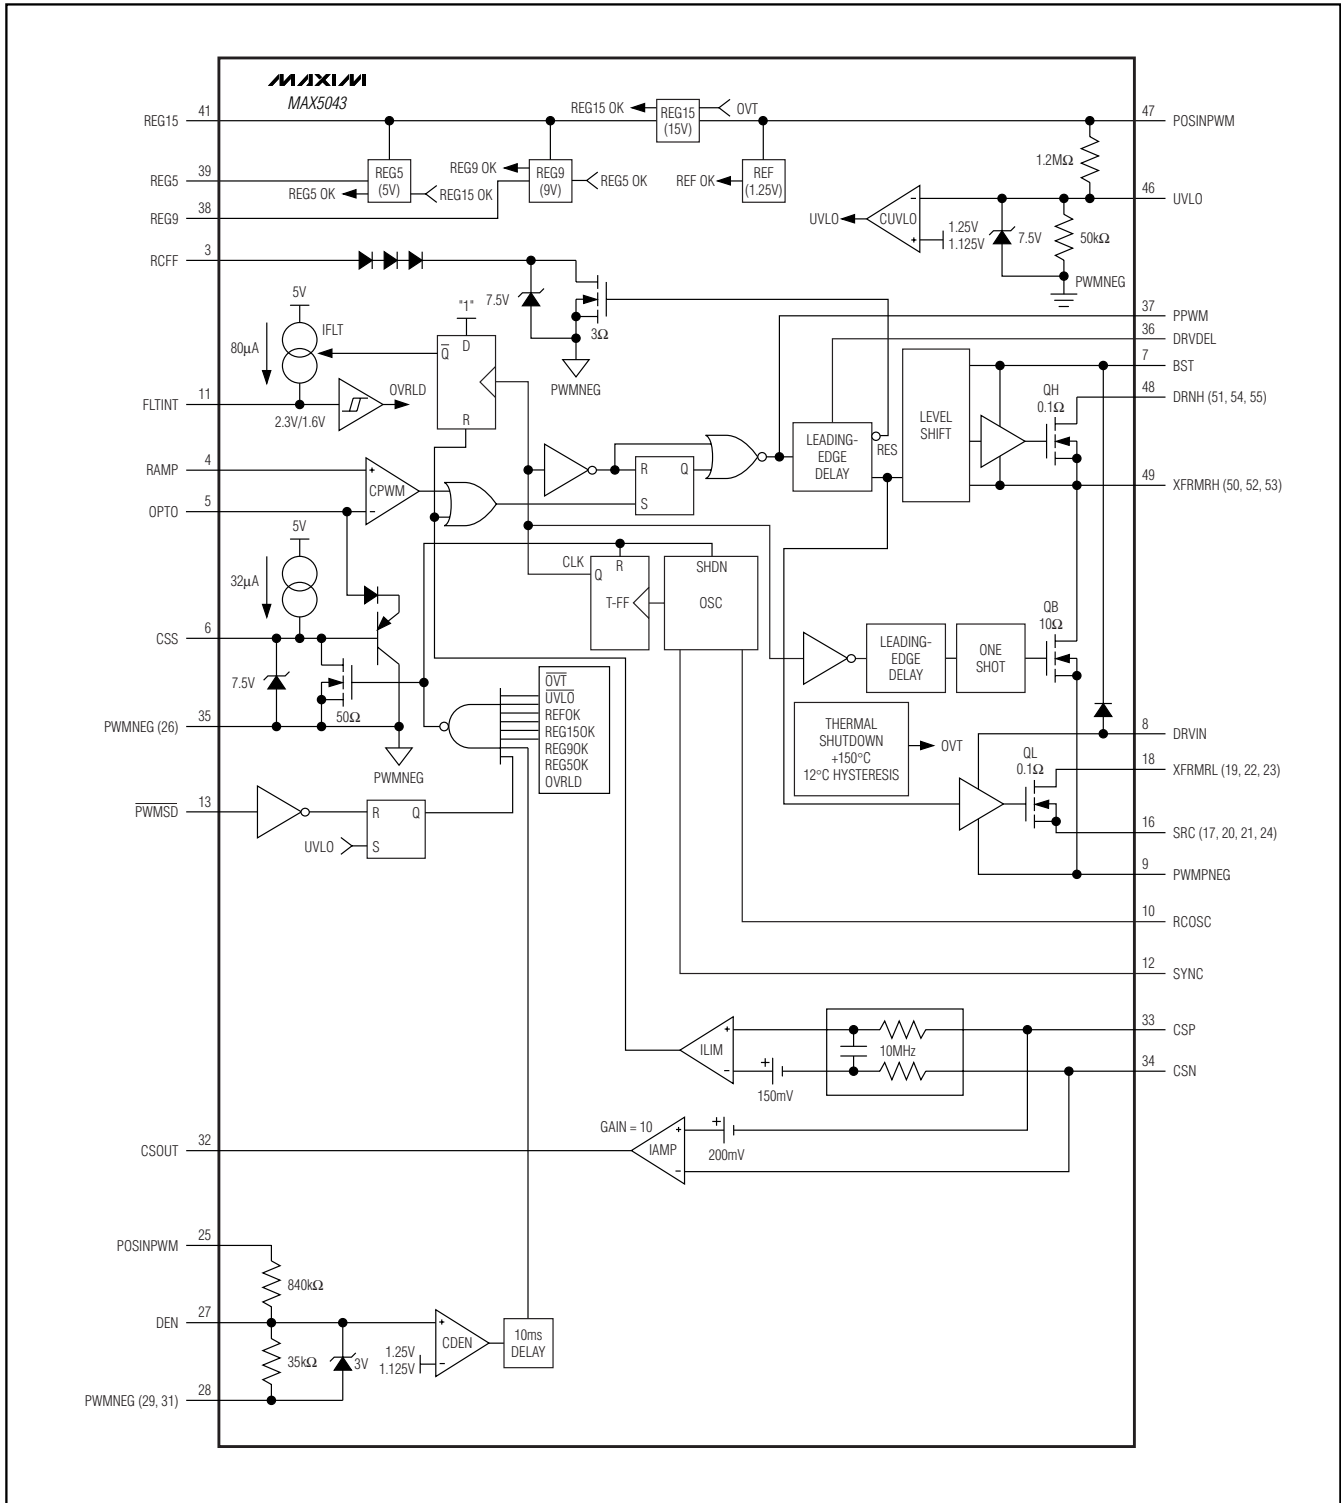 MAXIM
MAX5043
REG15 41
REG5 39
REG9 38
RCFF 3
FLTINT 11
RAMP 4
OPTO 5
CSS 6
PWMNEG (26) 35
P̅W̅M̅S̅D̅ 13
CSOUT 32
POSINPWM 25
DEN 27
PWMNEG (29, 31) 28
REG15 OK
REG15
(15V)
OVT
REG5
(5V)
REG5 OK
REG15 OK
REG9 OK
REG9
(9V)
REG5 OK
REF OK
REF
(1.25V)
1.2MΩ
UVLO
CUVLO
-
+
1.25V
1.125V
7.5V
50kΩ
PWMNEG
5V
IFLT
80µA
2.3V/1.6V
OVRLD
"1"
D
Q̅
R
7.5V
3Ω
PWMNEG
+
CPWM
-
R
Q
S
LEADING-
EDGE
DELAY
RES
LEVEL
SHIFT
QH
0.1Ω
5V
32µA
7.5V
50Ω
PWMNEG
CLK
Q
R
T-FF
SHDN
OSC
O̅V̅T̅
U̅V̅L̅O̅
REFOK
REG15OK
REG9OK
REG5OK
OVRLD
LEADING-
EDGE
DELAY
ONE
SHOT
QB
10Ω
THERMAL
SHUTDOWN
+150°C
12°C HYSTERESIS
OVT
QL
0.1Ω
R
Q
S
UVLO
+
ILIM
-
+
150mV
10MHz
GAIN = 10
+
IAMP
-
+
200mV
840kΩ
35kΩ
3V
1.25V
1.125V
+
CDEN
-
10ms
DELAY
47 POSINPWM
46 UVLO
37 PPWM
36 DRVDEL
7 BST
48 DRNH (51, 54, 55)
49 XFRMRH (50, 52, 53)
8 DRVIN
18 XFRMRL (19, 22, 23)
16 SRC (17, 20, 21, 24)
9 PWMPNEG
10 RCOSC
12 SYNC
33 CSP
34 CSN